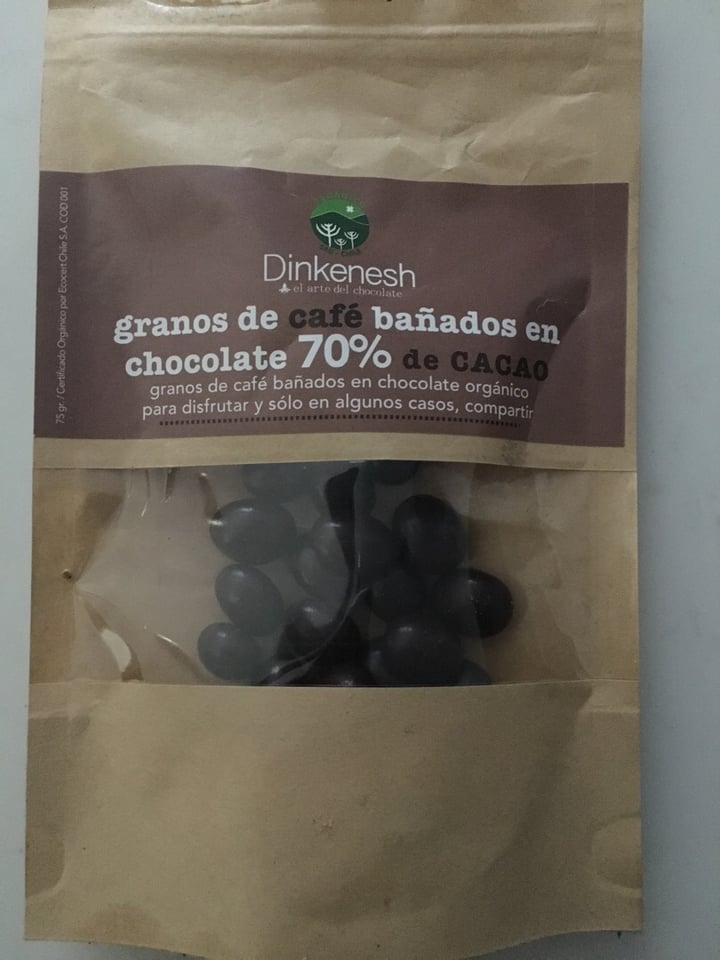 Dinkenesh
el arte del chocolate
granos de café bañados en
chocolate 70% de CACAO
granos de café bañados en chocolate orgánico
para disfrutar y sólo en algunos casos, compartir
75 gr. / Certificado Orgánico por Ecocert Chile S.A. COD 001